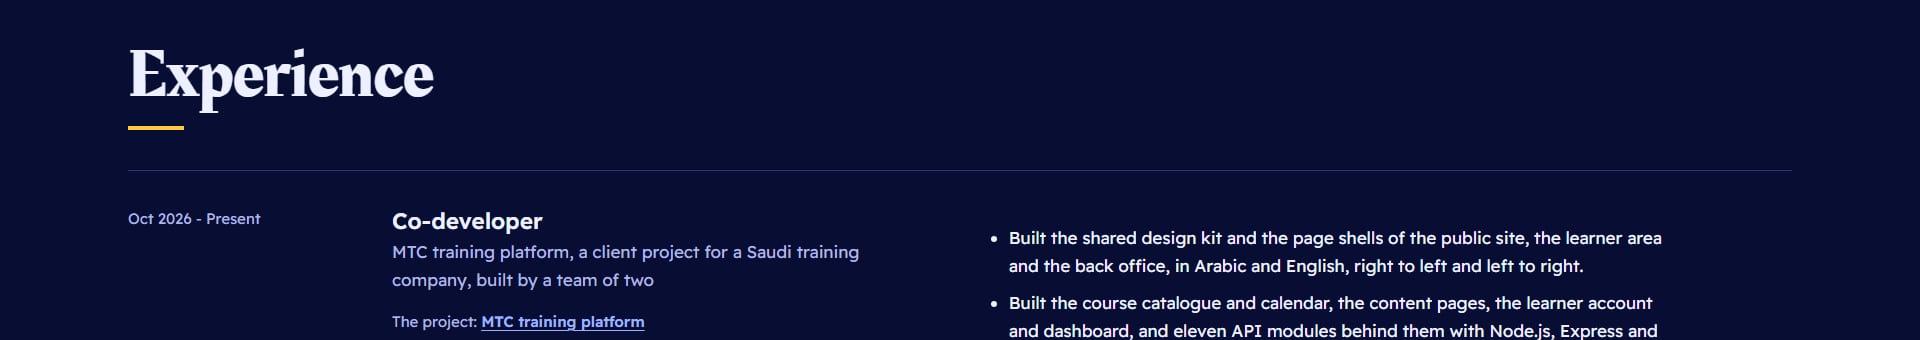 Experience
Oct 2026 - Present
Co-developer
MTC training platform, a client project for a Saudi training
company, built by a team of two
The project: MTC training platform
Built the shared design kit and the page shells of the public site, the learner area
and the back office, in Arabic and English, right to left and left to right.
Built the course catalogue and calendar, the content pages, the learner account
and dashboard, and eleven API modules behind them with Node.js, Express and